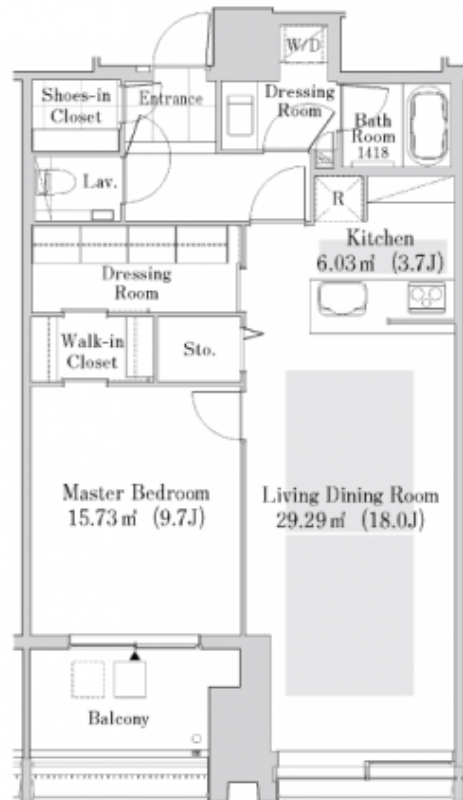 W/D
Shoes-in
Closet
Entrance
Dressing
Room
Bath
Room
1418
Lav.
R
Kitchen
6.03㎡ (3.7J)
Dressing
Room
Walk-in
Closet
Sto.
Master Bedroom
15.73㎡ (9.7J)
Living Dining Room
29.29㎡ (18.0J)
Balcony